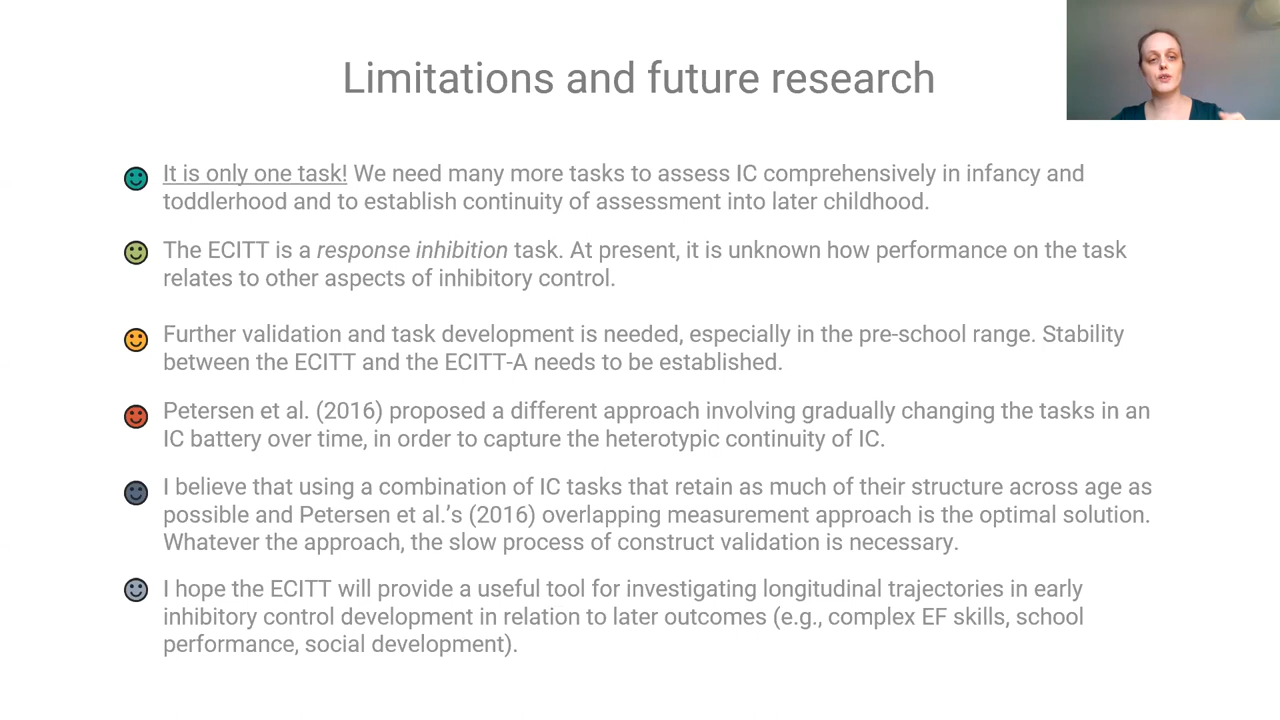 Limitations and future research
It is only one task! We need many more tasks to assess IC comprehensively in infancy and
toddlerhood and to establish continuity of assessment into later childhood.
The ECITT is a response inhibition task. At present, it is unknown how performance on the task
relates to other aspects of inhibitory control.
Further validation and task development is needed, especially in the pre-school range. Stability
between the ECITT and the ECITT-A needs to be established.
Petersen et al. (2016) proposed a different approach involving gradually changing the tasks in an
IC battery over time, in order to capture the heterotypic continuity of IC.
I believe that using a combination of IC tasks that retain as much of their structure across age as
possible and Petersen et al.’s (2016) overlapping measurement approach is the optimal solution.
Whatever the approach, the slow process of construct validation is necessary.
I hope the ECITT will provide a useful tool for investigating longitudinal trajectories in early
inhibitory control development in relation to later outcomes (e.g., complex EF skills, school
performance, social development).